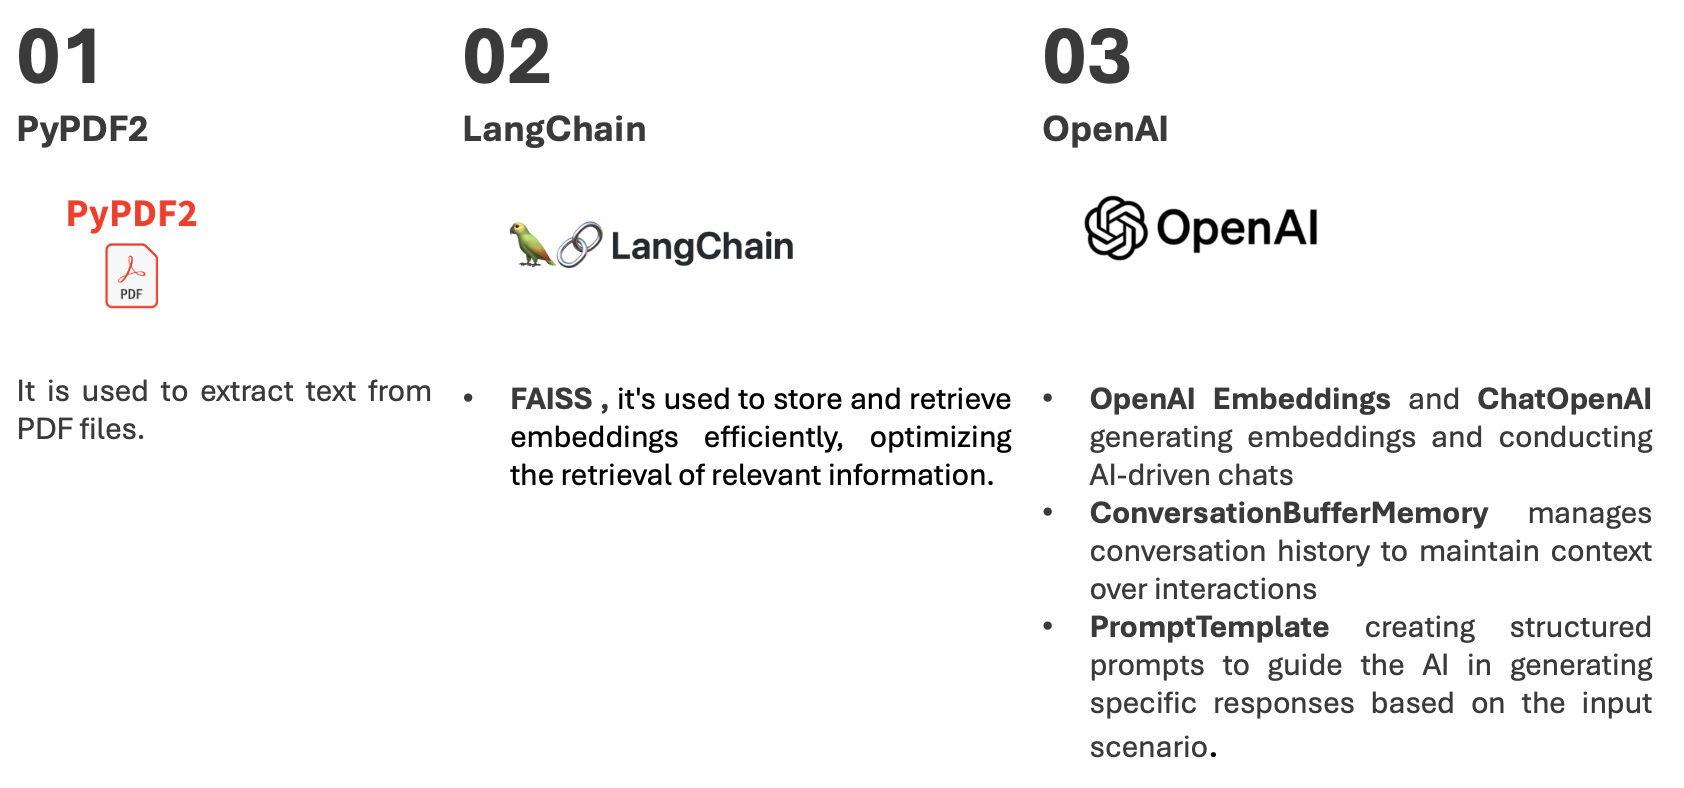 01
PyPDF2
PyPDF2
PDF
It is used to extract text from
PDF files.
02
LangChain
LangChain
• FAISS , it's used to store and retrieve
embeddings efficiently, optimizing
the retrieval of relevant information.
03
OpenAI
OpenAI
• OpenAI Embeddings and ChatOpenAI
generating embeddings and conducting
AI-driven chats
• ConversationBufferMemory manages
conversation history to maintain context
over interactions
• PromptTemplate creating structured
prompts to guide the AI in generating
specific responses based on the input
scenario.